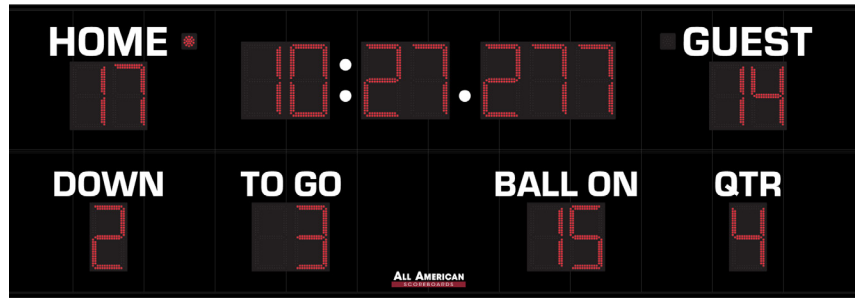 HOME GUEST
17 10:27.277 14
DOWN TO GO BALL ON QTR
2 3 15 4
ALL AMERICAN
SCOREBOARDS